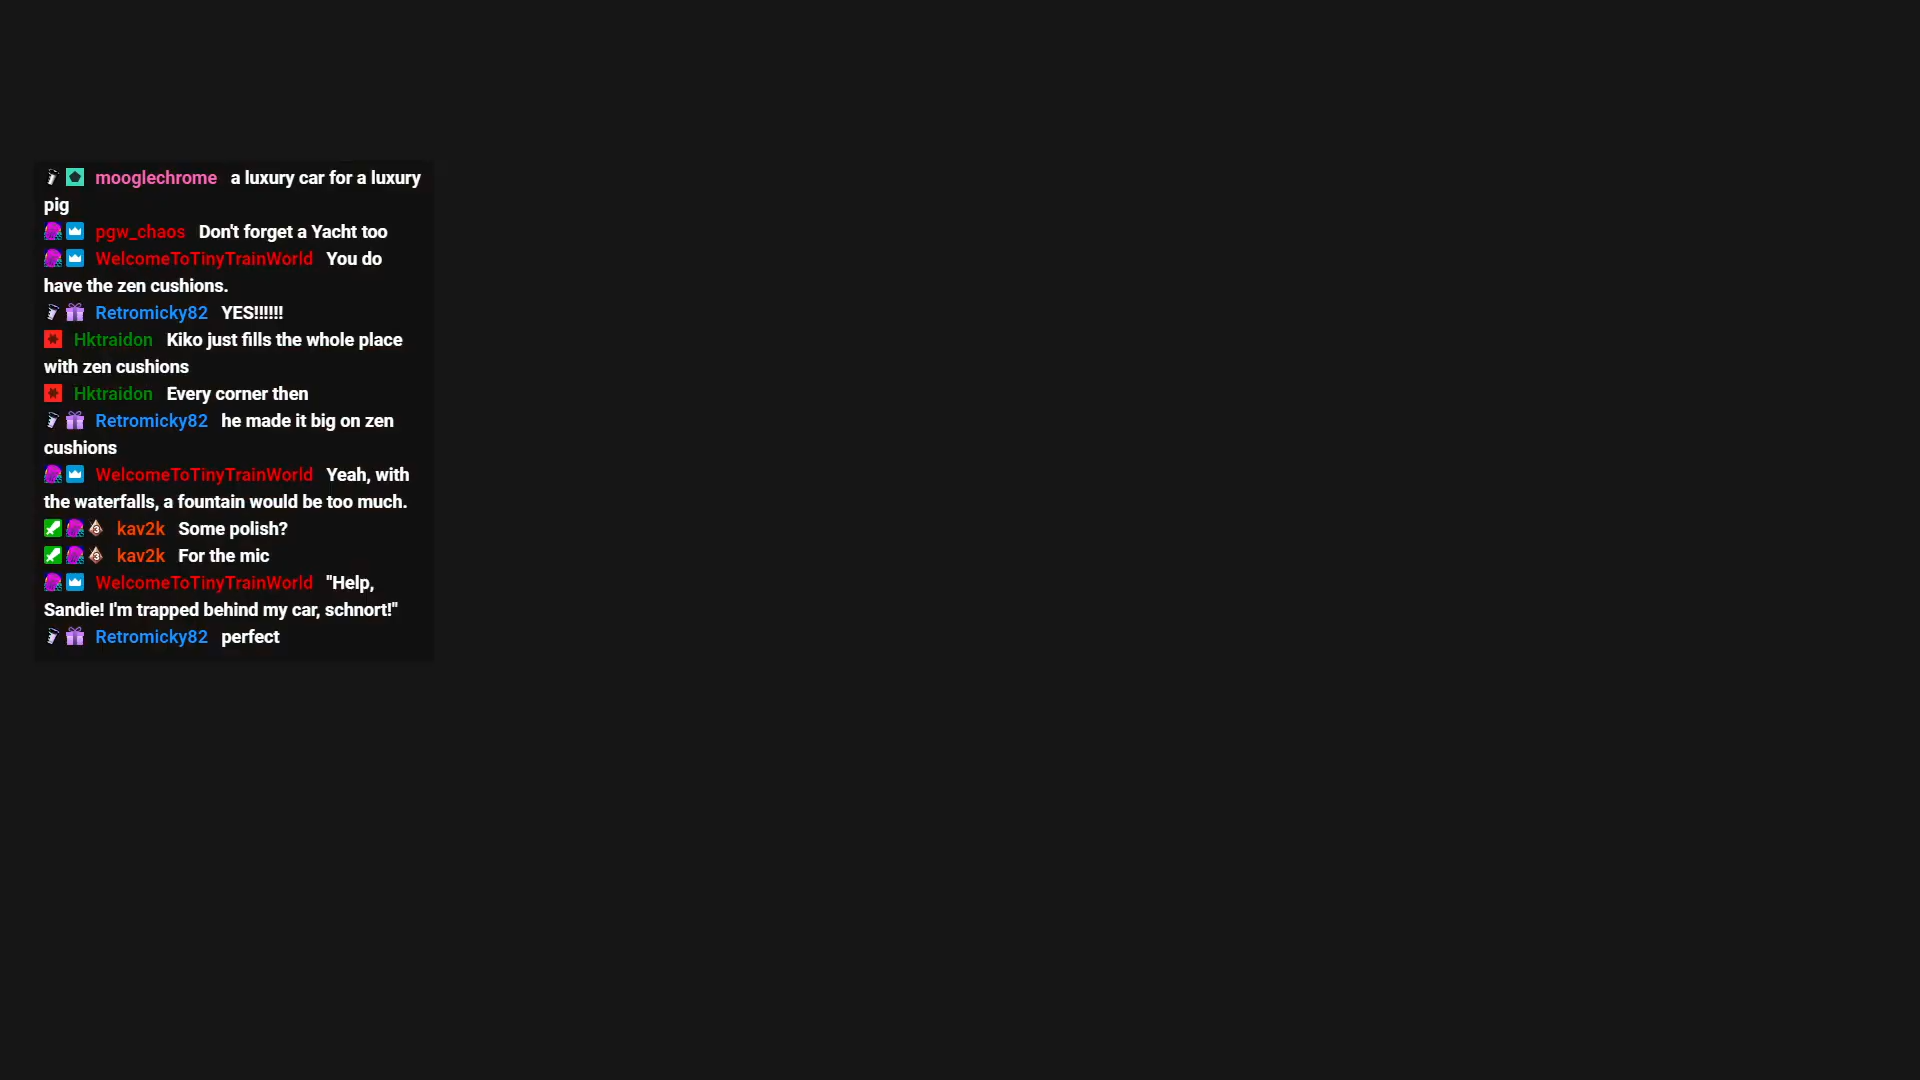 mooglechrome a luxury car for a luxury
pig
pgw_chaos Don't forget a Yacht too
WelcomeToTinyTrainWorld You do
have the zen cushions.
Retromicky82 YES!!!!!!
Hktraidon Kiko just fills the whole place
with zen cushions
Hktraidon Every corner then
Retromicky82 he made it big on zen
cushions
WelcomeToTinyTrainWorld Yeah, with
the waterfalls, a fountain would be too much.
3 kav2k Some polish?
3 kav2k For the mic
WelcomeToTinyTrainWorld "Help,
Sandie! I'm trapped behind my car, schnort!"
Retromicky82 perfect